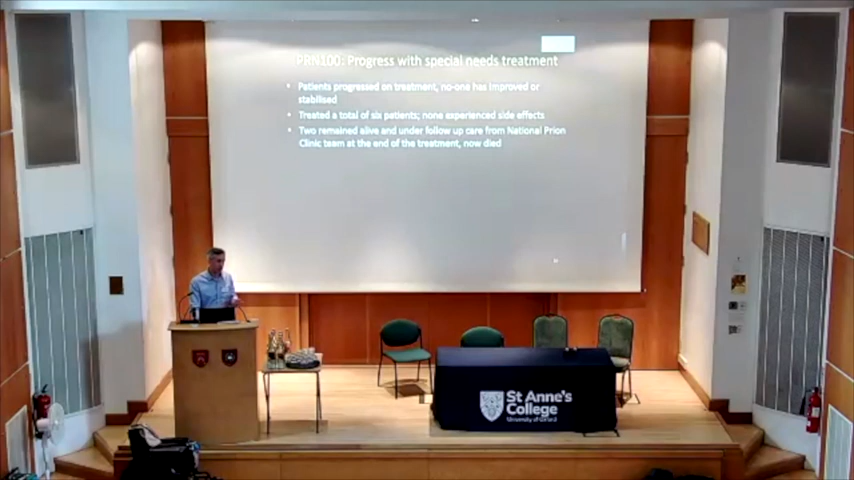 PRN100: Progress with special needs treatment
• Patients progressed on treatment, no-one has improved or
stabilised
• Treated a total of six patients; none experienced side effects
• Two remained alive and under follow up care from National Prion
Clinic team at the end of the treatment, now died
St Anne's
College
University of Oxford